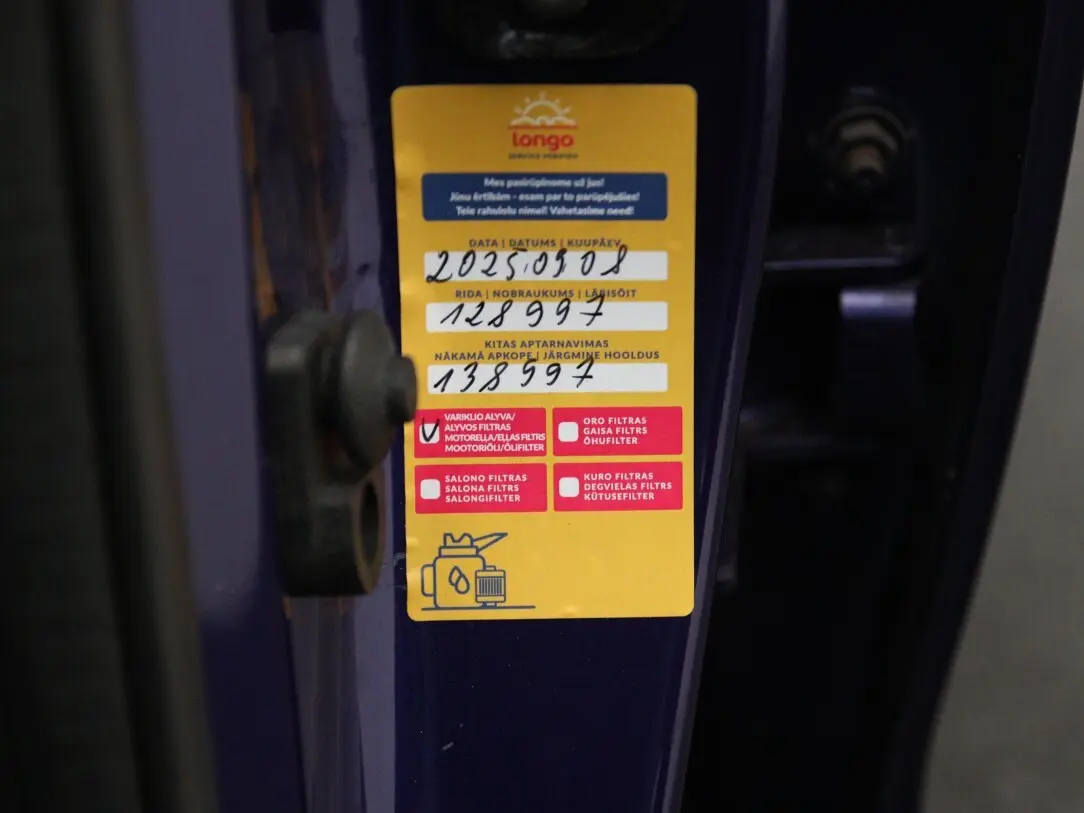 longo
Mes pasirūpinome už jus!
Jūsu ērtībām - esam par to parūpējušies!
Teie rahulolu nimel! Vahetasime need!
DATA | DATUMS | KUUPÄEV
2025.09.08
RIDA | NOBRAUKUMS | LÄBISÕIT
128997
KITAS APTARNAVIMAS
NĀKAMĀ APKOPE | JÄRGMINE HOOLDUS
138997
VARIKLIO ALYVA/
ALYVOS FILTRAS
MOTOREĻĻA/EĻĻAS FILTRS
MOOTORIÕLI/ÕLIFILTER
ORO FILTRAS
GAISA FILTRS
ÕHUFILTER
SALONO FILTRAS
SALONA FILTRS
SALONGIFILTER
KURO FILTRAS
DEGVIELAS FILTRS
KÜTUSEFILTER